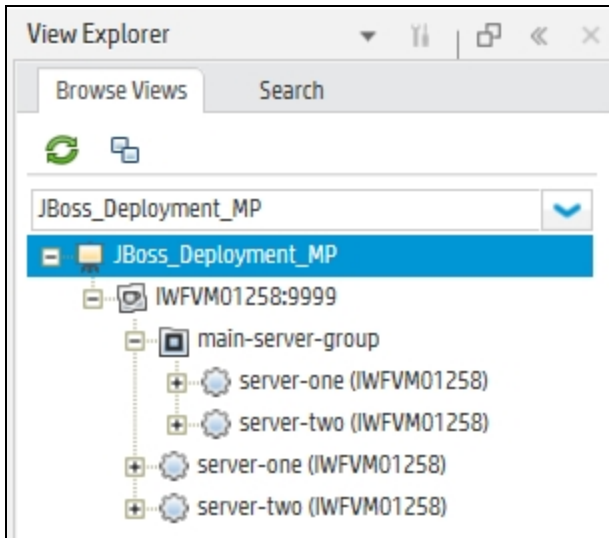 View Explorer
Browse Views Search
JBoss_Deployment_MP
JBoss_Deployment_MP
IWFVM01258:9999
main-server-group
server-one (IWFVM01258)
server-two (IWFVM01258)
server-one (IWFVM01258)
server-two (IWFVM01258)